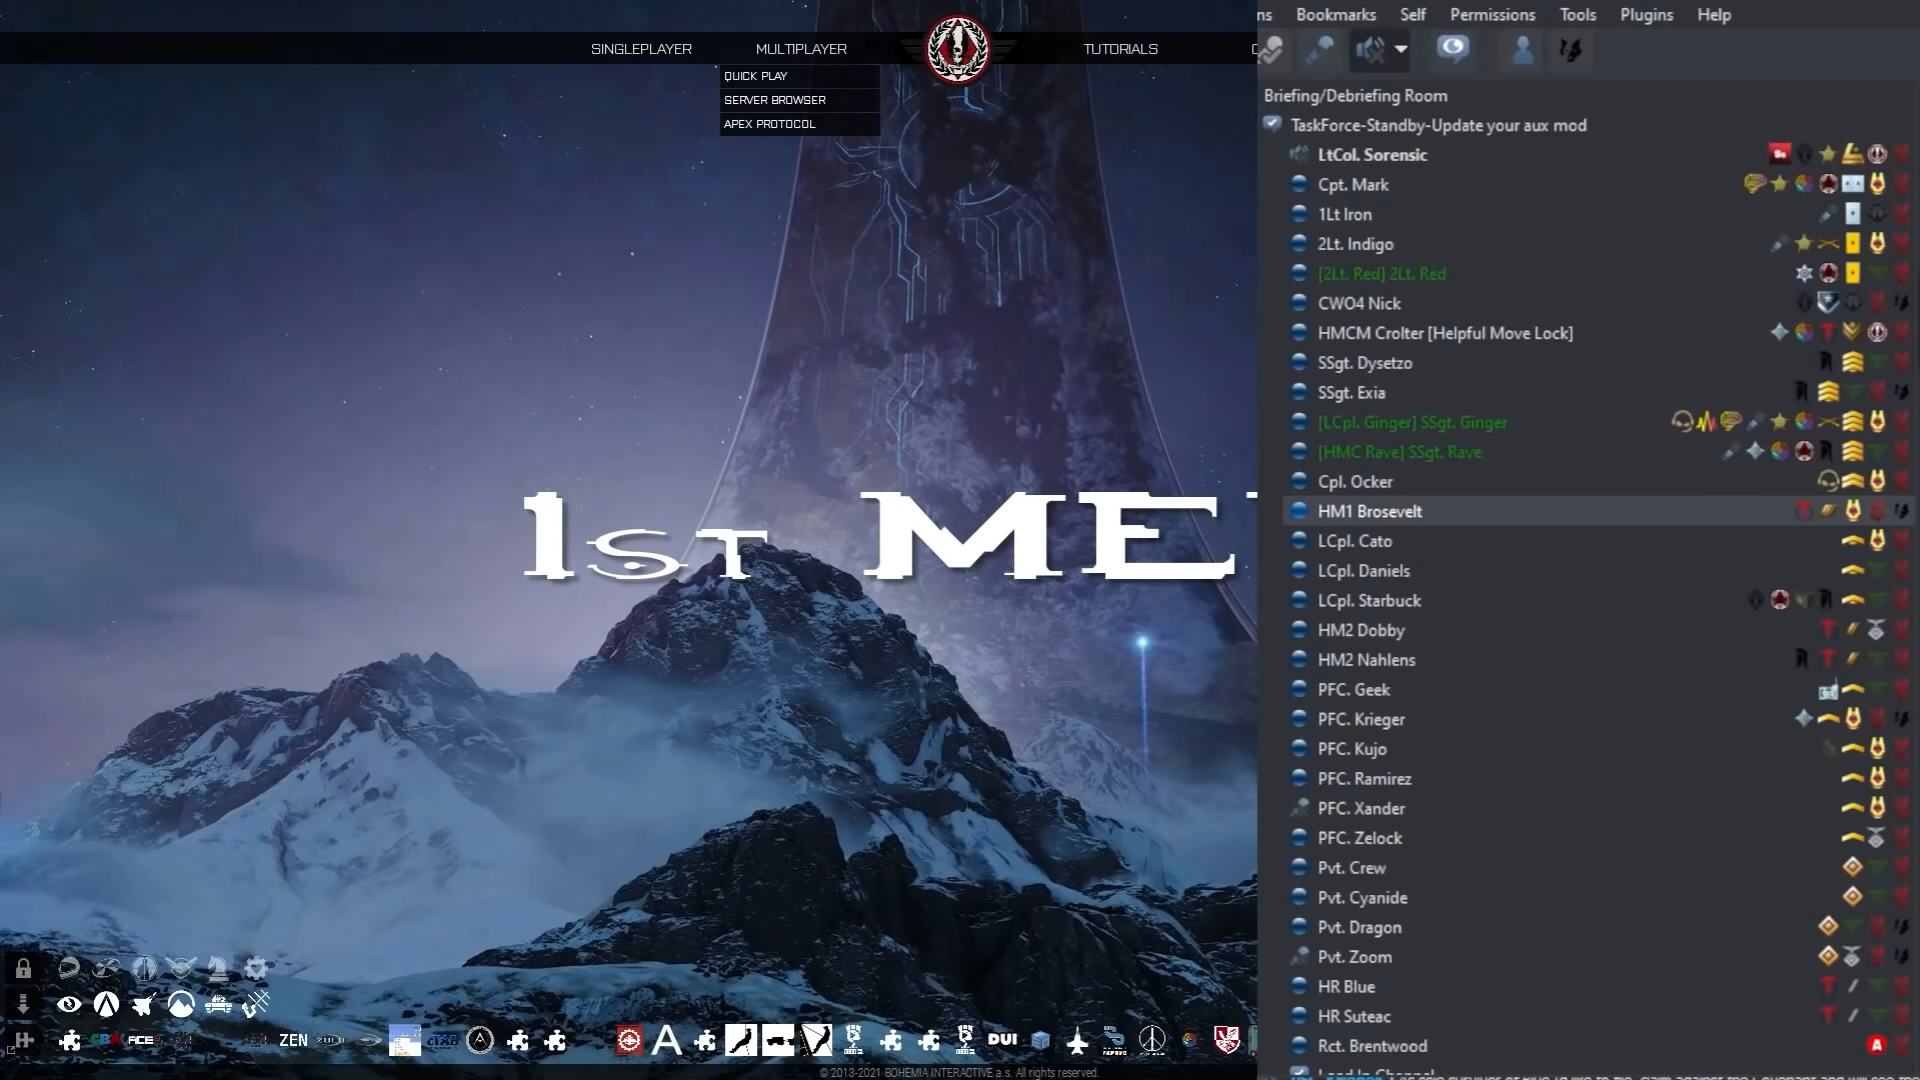 SINGLEPLAYER MULTIPLAYER TUTORIALS
QUICK PLAY
SERVER BROWSER
APEX PROTOCOL
1ST ME
ZEN DUI
© 2013-2021 BOHEMIA INTERACTIVE a.s. All rights reserved.
ns Bookmarks Self Permissions Tools Plugins Help
Briefing/Debriefing Room
TaskForce-Standby-Update your aux mod
LtCol. Sorensic
Cpt. Mark
1Lt Iron
2Lt. Indigo
[2Lt. Red] 2Lt. Red
CWO4 Nick
HMCM Crolter [Helpful Move Lock]
SSgt. Dysetzo
SSgt. Exia
[LCpl. Ginger] SSgt. Ginger
[HMC Rave] SSgt. Rave
Cpl. Ocker
HM1 Brosevelt
LCpl. Cato
LCpl. Daniels
LCpl. Starbuck
HM2 Dobby
HM2 Nahlens
PFC. Geek
PFC. Krieger
PFC. Kujo
PFC. Ramirez
PFC. Xander
PFC. Zelock
Pvt. Crew
Pvt. Cyanide
Pvt. Dragon
Pvt. Zoom
HR Blue
HR Suteac
Rct. Brentwood